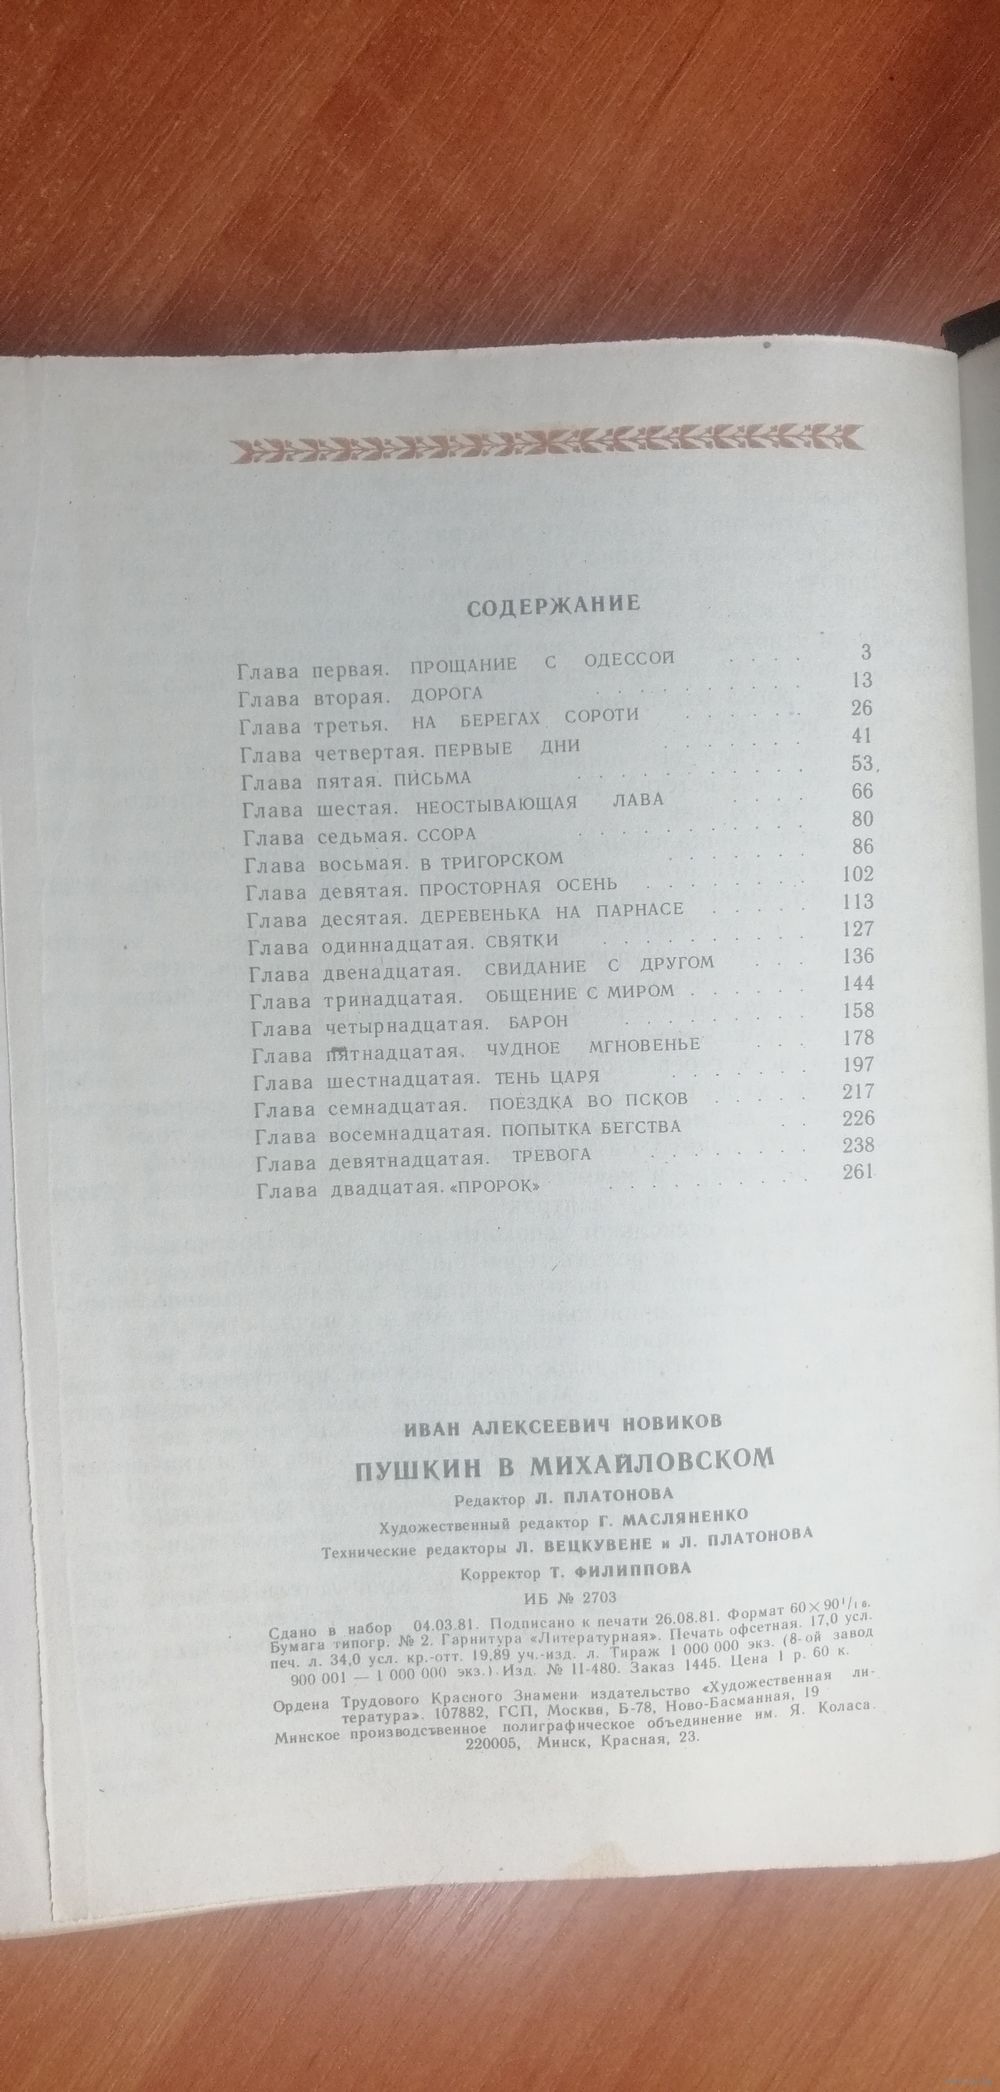 СОДЕРЖАНИЕ
Глава первая. ПРОЩАНИЕ С ОДЕССОЙ . . . . 3
Глава вторая. ДОРОГА . . . . . . . . 13
Глава третья. НА БЕРЕГАХ СОРОТИ . . . . . . 26
Глава четвертая. ПЕРВЫЕ ДНИ . . . . . . . 41
Глава пятая. ПИСЬМА . . . . . . . . . . . 53
Глава шестая. НЕОСТЫВАЮЩАЯ ЛАВА . . . . 66
Глава седьмая. ССОРА . . . . . . . . . . . 80
Глава восьмая. В ТРИГОРСКОМ . . . . . . . 86
Глава девятая. ПРОСТОРНАЯ ОСЕНЬ . . . . . . . . 102
Глава десятая. ДЕРЕВЕНЬКА НА ПАРНАСЕ . . . . . 113
Глава одиннадцатая. СВЯТКИ . . . . . . . . . . 127
Глава двенадцатая. СВИДАНИЕ С ДРУГОМ . . . 136
Глава тринадцатая. ОБЩЕНИЕ С МИРОМ . . . . . . 144
Глава четырнадцатая. БАРОН . . . . . . . . . 158
Глава пятнадцатая. ЧУДНОЕ МГНОВЕНЬЕ . . . 178
Глава шестнадцатая. ТЕНЬ ЦАРЯ . . . . . . . 197
Глава семнадцатая. ПОЕЗДКА ВО ПСКОВ . . . . . 217
Глава восемнадцатая. ПОПЫТКА БЕГСТВА . . 226
Глава девятнадцатая. ТРЕВОГА . . . . . . . . 238
Глава двадцатая. «ПРОРОК» . . . . . . . . . . 261
ИВАН АЛЕКСЕЕВИЧ НОВИКОВ
ПУШКИН В МИХАЙЛОВСКОМ
Редактор Л. ПЛАТОНОВА
Художественный редактор Г. МАСЛЯНЕНКО
Технические редакторы Л. ВЕЦКУВЕНЕ и Л. ПЛАТОНОВА
Корректор Т. ФИЛИППОВА
ИБ № 2703
Сдано в набор 04.03.81. Подписано к печати 26.08.81. Формат 60×90¹/₁₆.
Бумага типогр. № 2. Гарнитура «Литературная». Печать офсетная. 17,0 усл.
печ. л. 34,0 усл. кр.-отт. 19,89 уч.-изд. л. Тираж 1 000 000 экз. (8-ой завод
900 001 — 1 000 000 экз.) Изд. № II-480. Заказ 1445. Цена 1 р. 60 к.
Ордена Трудового Красного Знамени издательство «Художественная ли-
тература». 107882, ГСП, Москва, Б-78, Ново-Басманная, 19
Минское производственное полиграфическое объединение им. Я. Коласа.
220005, Минск, Красная, 23.